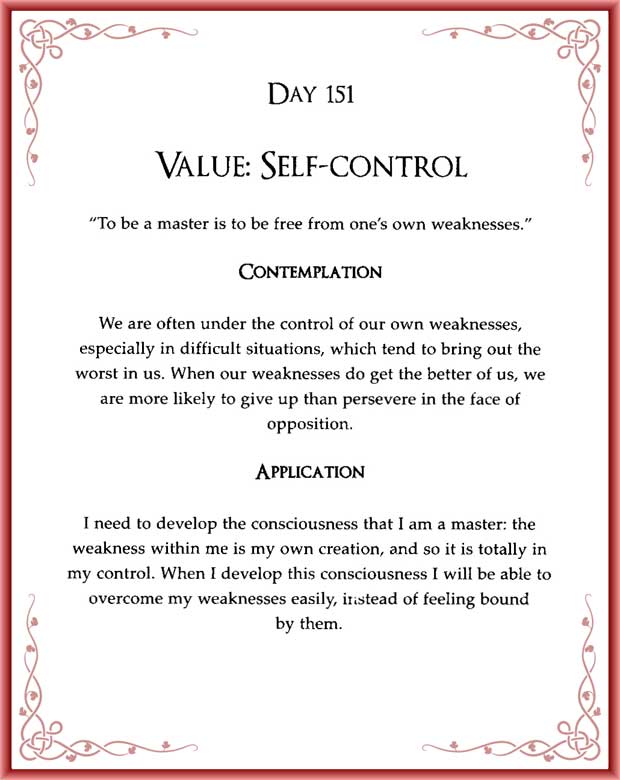 DAY 151
VALUE: SELF-CONTROL
“To be a master is to be free from one’s own weaknesses.”
CONTEMPLATION
We are often under the control of our own weaknesses,
especially in difficult situations, which tend to bring out the
worst in us. When our weaknesses do get the better of us, we
are more likely to give up than persevere in the face of
opposition.
APPLICATION
I need to develop the consciousness that I am a master: the
weakness within me is my own creation, and so it is totally in
my control. When I develop this consciousness I will be able to
overcome my weaknesses easily, instead of feeling bound
by them.